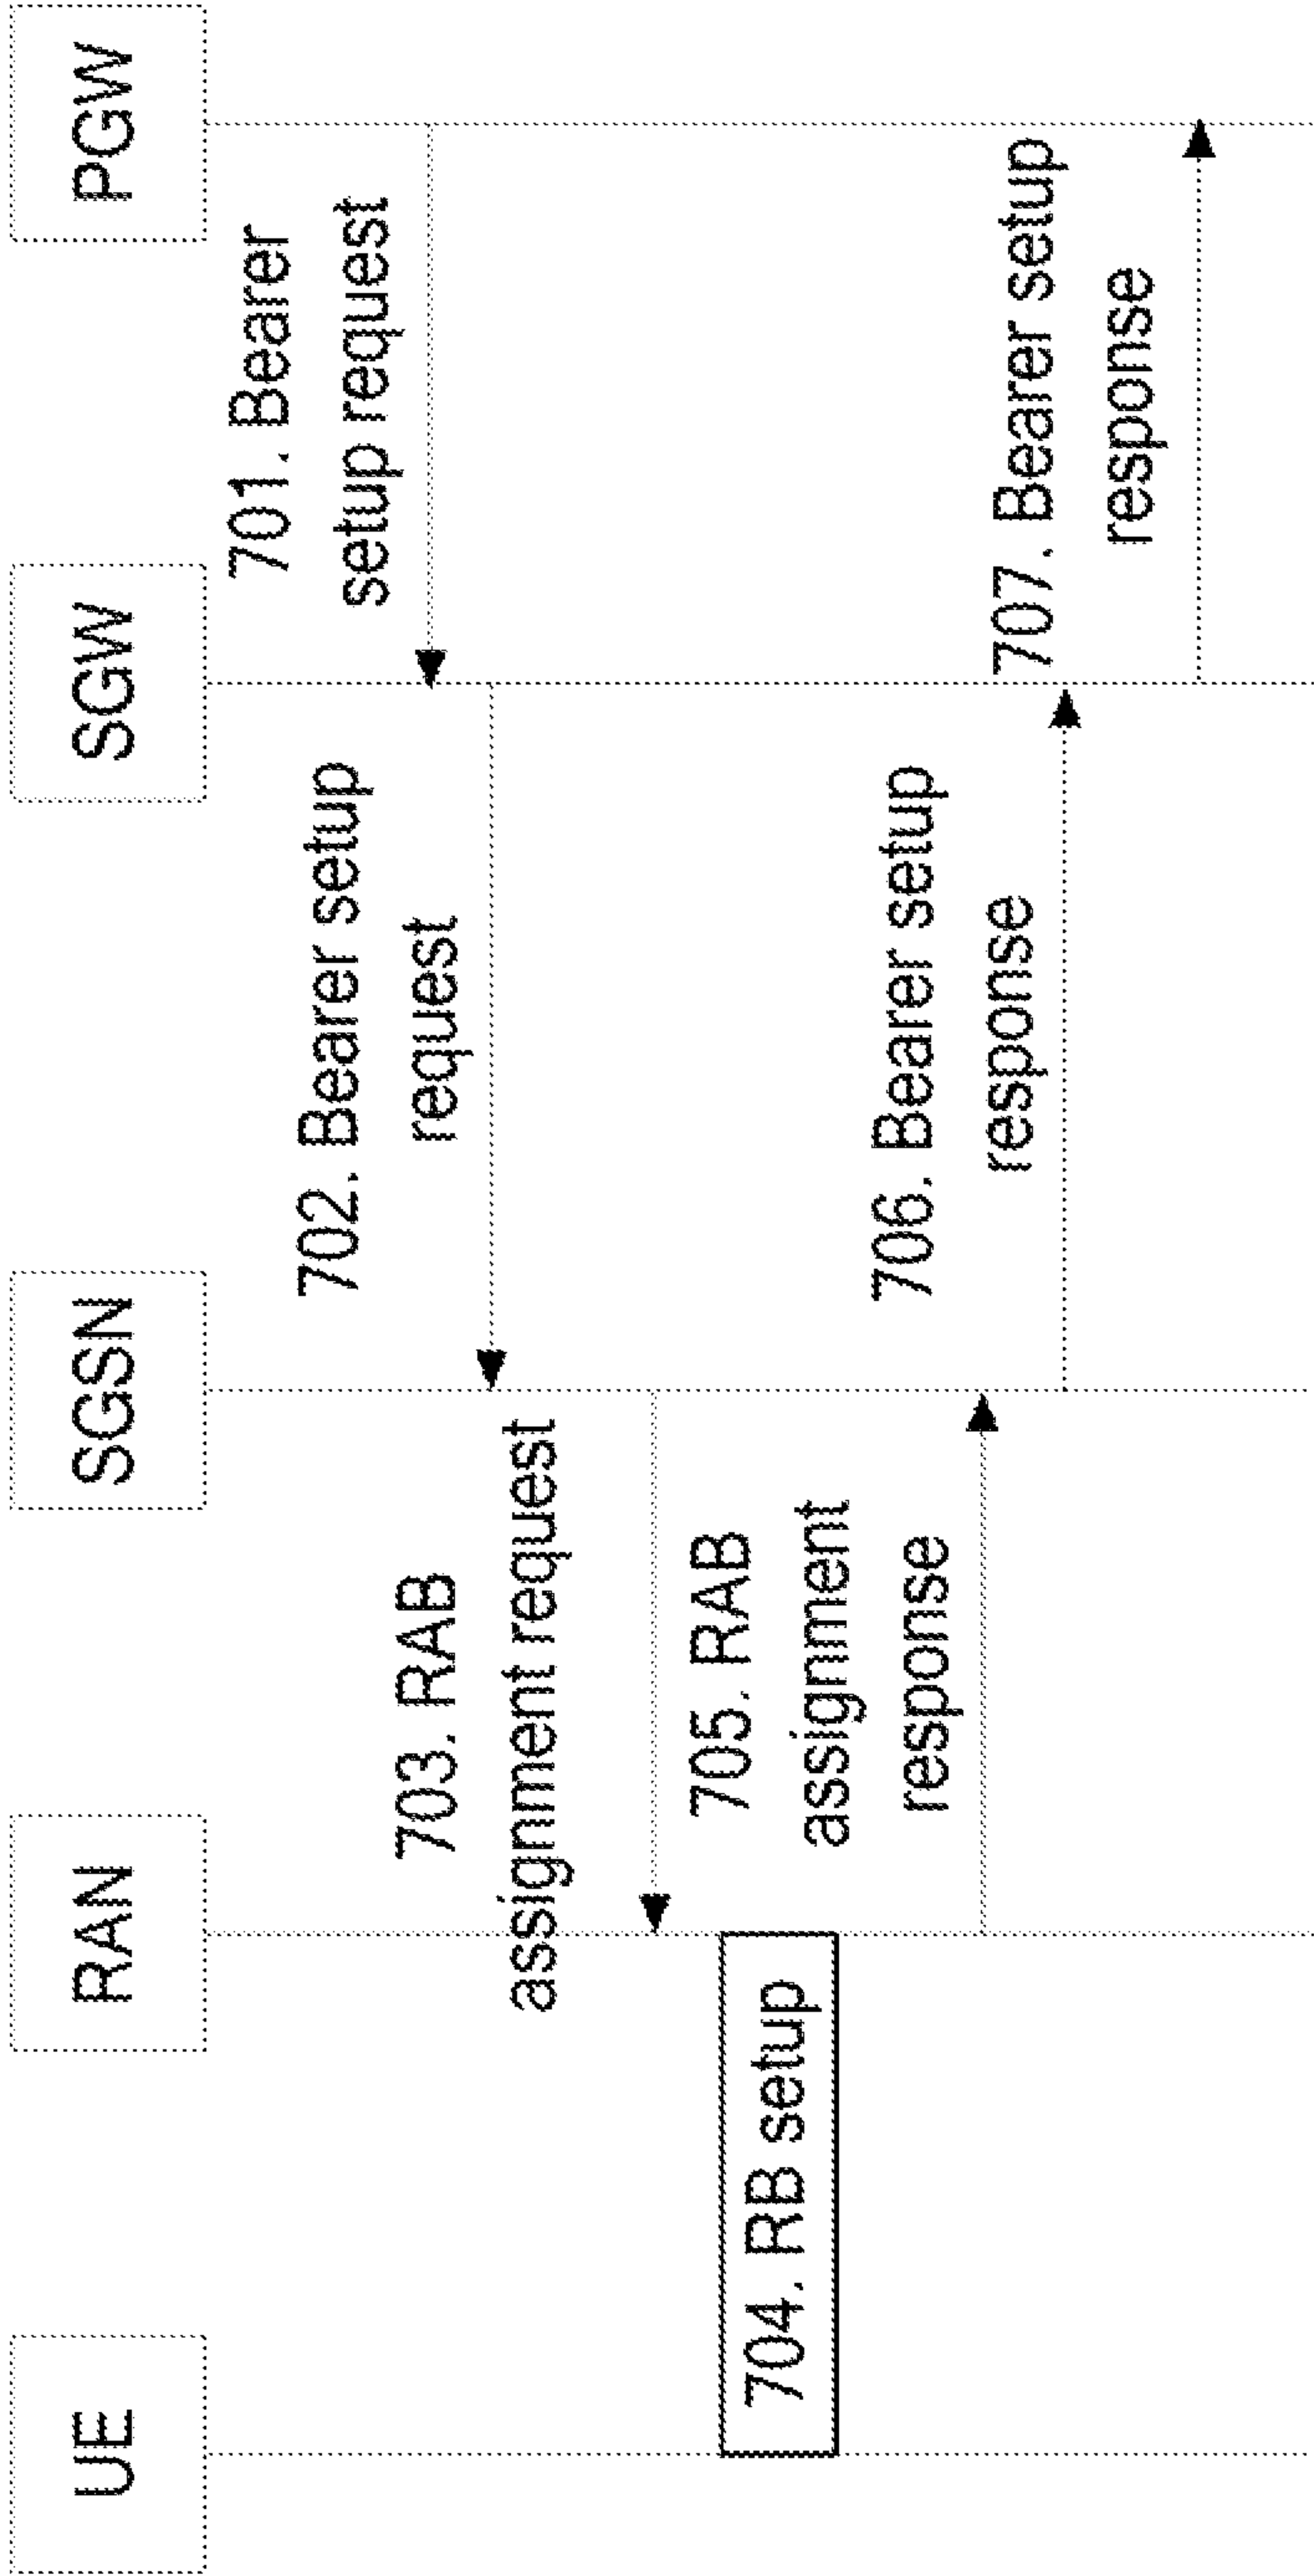 UE
RAN
SGSN
SGW
PGW
701. Bearer
setup request
702. Bearer setup
request
703. RAB
assignment request
704. RB setup
705. RAB
assignment
response
706. Bearer setup
response
707. Bearer setup
response